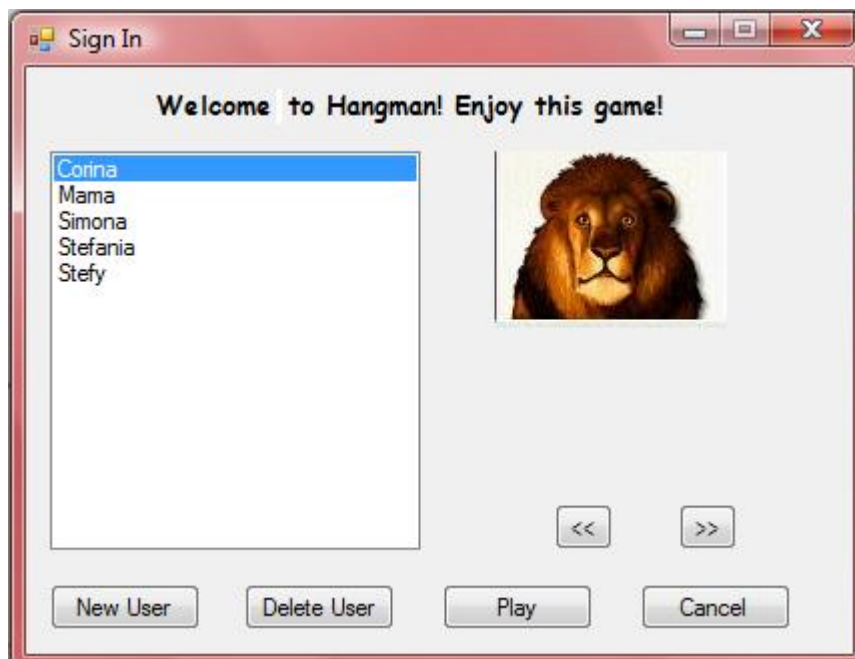 Sign In
Welcome to Hangman! Enjoy this game!
Corina
Mama
Simona
Stefania
Stefy
<< >>
New User Delete User Play Cancel